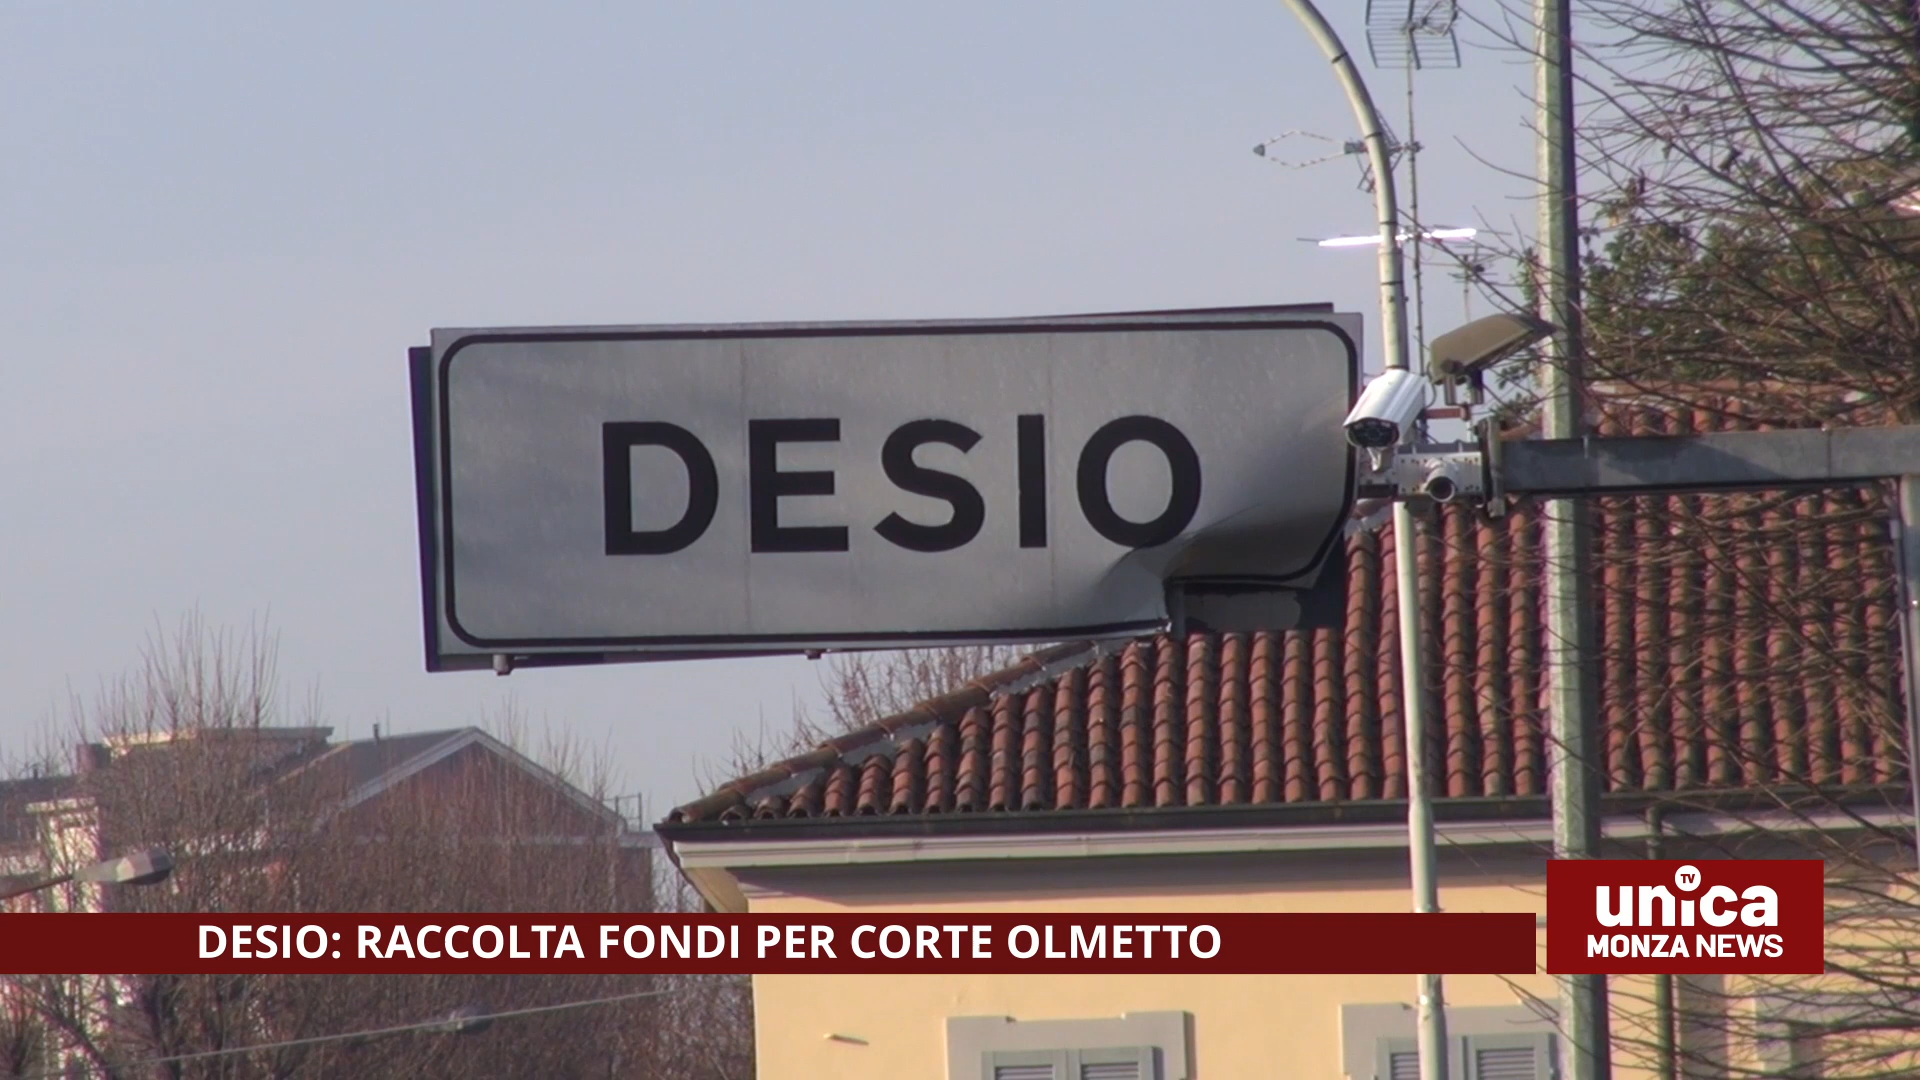 DESIO
DESIO: RACCOLTA FONDI PER CORTE OLMETTO
TV
unica
MONZA NEWS